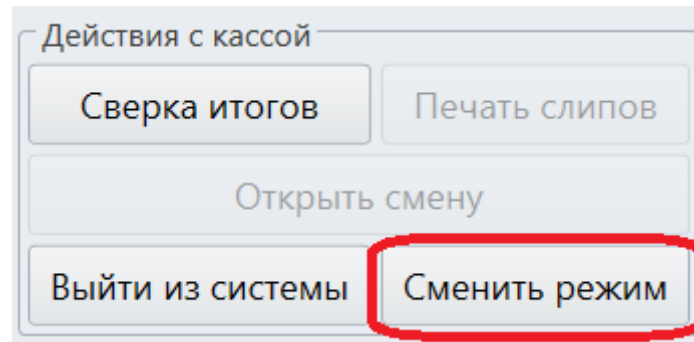 Действия с кассой
Сверка итогов Печать слипов
Открыть смену
Выйти из системы Сменить режим